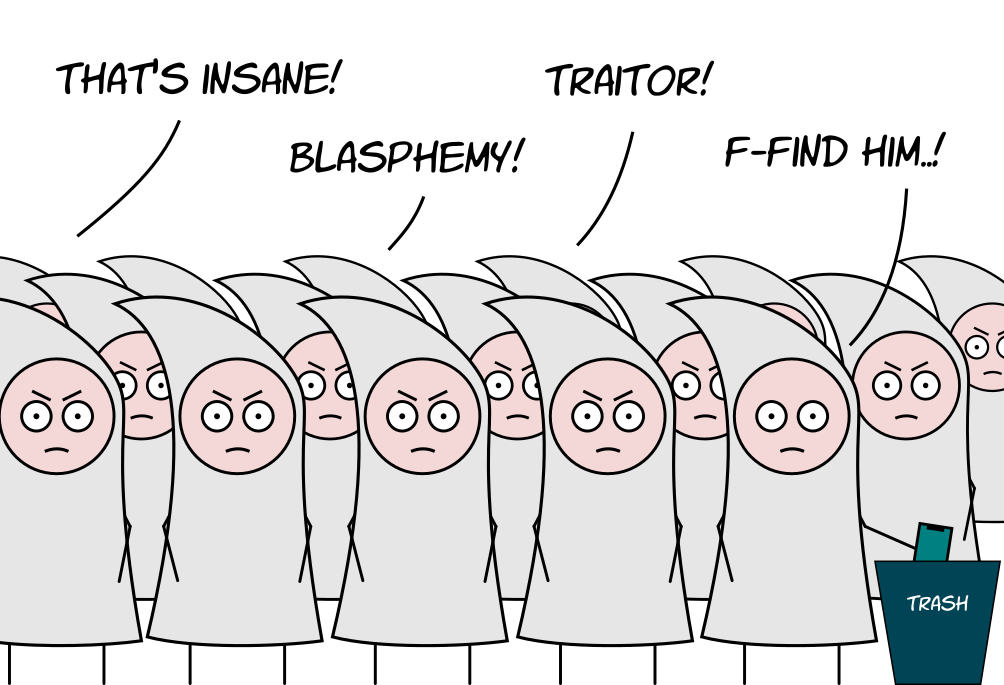 THAT'S INSANE!
TRAITOR!
BLASPHEMY!
F-FIND HIM..!
TRASH